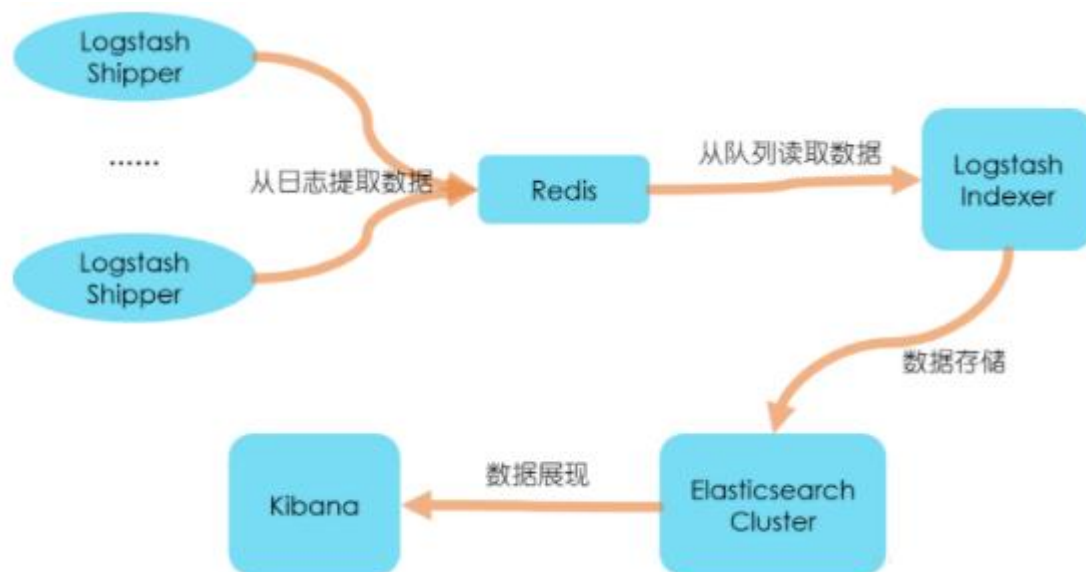 Logstash
Shipper
......
从日志提取数据
Logstash
Shipper
Redis
从队列读取数据
Logstash
Indexer
数据存储
Elasticsearch
Cluster
数据展现
Kibana